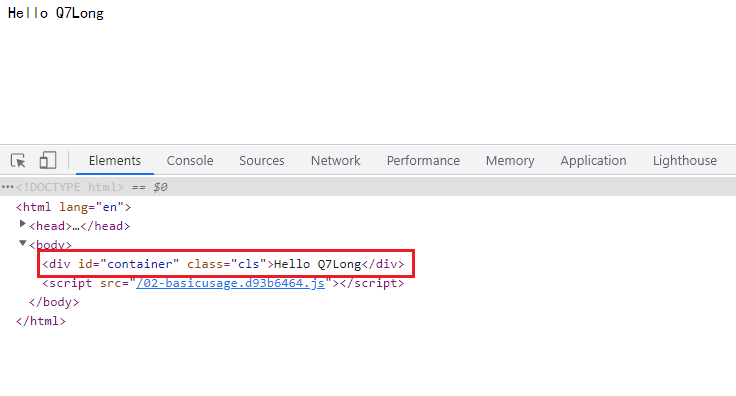 Hello Q7Long
Elements Console Sources Network Performance Memory Application Lighthouse
•••<!DOCTYPE html> == $0
<html lang="en">
<head>…</head>
<body>
<div id="container" class="cls">Hello Q7Long</div>
<script src="/02-basicusage.d93b6464.js"></script>
</body>
</html>